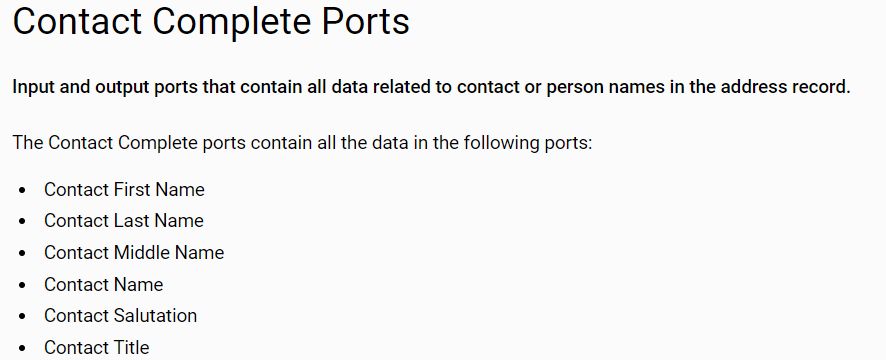 Contact Complete Ports
Input and output ports that contain all data related to contact or person names in the address record.
The Contact Complete ports contain all the data in the following ports:
• Contact First Name
• Contact Last Name
• Contact Middle Name
• Contact Name
• Contact Salutation
• Contact Title